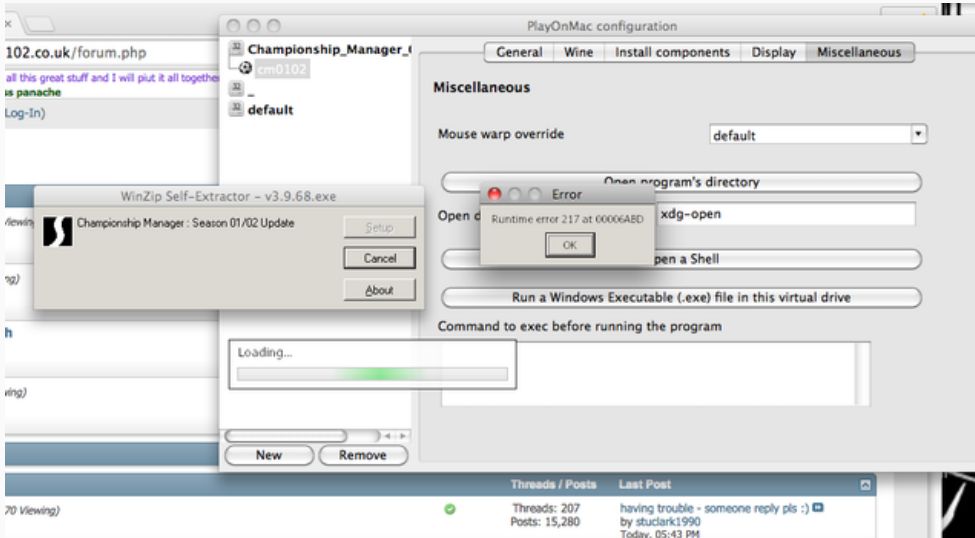 102.co.uk/forum.php
all this great stuff and I will piut it all togethe
ss panache
Log-In)
viewin
ng)
h
wing)
70 Viewing)
PlayOnMac configuration
Championship_Manager_
cm0102
_
default
General Wine Install components Display Miscellaneous
Miscellaneous
Mouse warp override default
Open program's directory
Open d xdg-open
pen a Shell
Run a Windows Executable (.exe) file in this virtual drive
Command to exec before running the program
WinZip Self-Extractor – v3.9.68.exe
Championship Manager : Season 01/02 Update
Setup
Cancel
About
Error
Runtime error 217 at 00006ABD
OK
Loading...
New Remove
Threads / Posts Last Post
Threads: 207
Posts: 15,280
having trouble - someone reply pls :)
by stuclark1990
Today, 05:43 PM